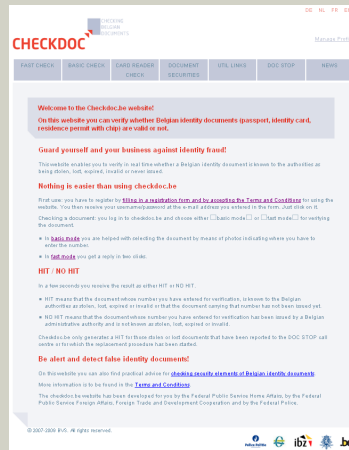 DE NL FR
CHECKDOC
CHECKING
BELGIAN
DOCUMENTS
Manage Profi
FAST CHECK BASIC CHECK CARD READER CHECK DOCUMENT SECURITIES UTIL LINKS DOC STOP NEWS
Welcome to the Checkdoc.be website!
On this website you can verify whether Belgian identity documents (passport, identity card,
residence permit with chip) are valid or not.
Guard yourself and your business against identity fraud!
This website enables you to verify in real time whether a Belgian identity document is known to the authorities as
being stolen, lost, expired, invalid or never issued.
Nothing is easier than using checkdoc.be
First use: you have to register by filling in a registration form and by accepting the Terms and Conditions for using the
website. You then receive your username/password at the e-mail address you entered in the form. Just click on it.
Checking a document: you log in to checkdoc.be and choose either □basic mode□ or □fast mode□ for verifying
the document.
In basic mode you are helped with selecting the document by means of photos indicating where you have to
enter the number.
In fast mode you get a reply in two clicks.
HIT / NO HIT
In a few seconds you receive the result as either HIT or NO HIT.
HIT means that the document whose number you have entered for verification, is known to the Belgian
authorities as stolen, lost, expired or invalid or that the document carrying that number has not been issued yet.
NO HIT means that the document whose number you have entered for verification has been issued by a Belgian
administrative authority and is not known as stolen, lost, expired or invalid.
Checkdoc.be only generates a HIT for those stolen or lost documents that have been reported to the DOC STOP call
centre or for which the replacement procedure has been started.
Be alert and detect false identity documents!
On this website you can also find practical advice for checking security elements of Belgian identity documents.
More information is to be found in the Terms and Conditions.
The checkdoc.be website has been developed for you by the Federal Public Service Home Affairs, by the Federal
Public Service Foreign Affairs, Foreign Trade and Development Cooperation and by the Federal Police.
All rights reserved.
ibz
.be